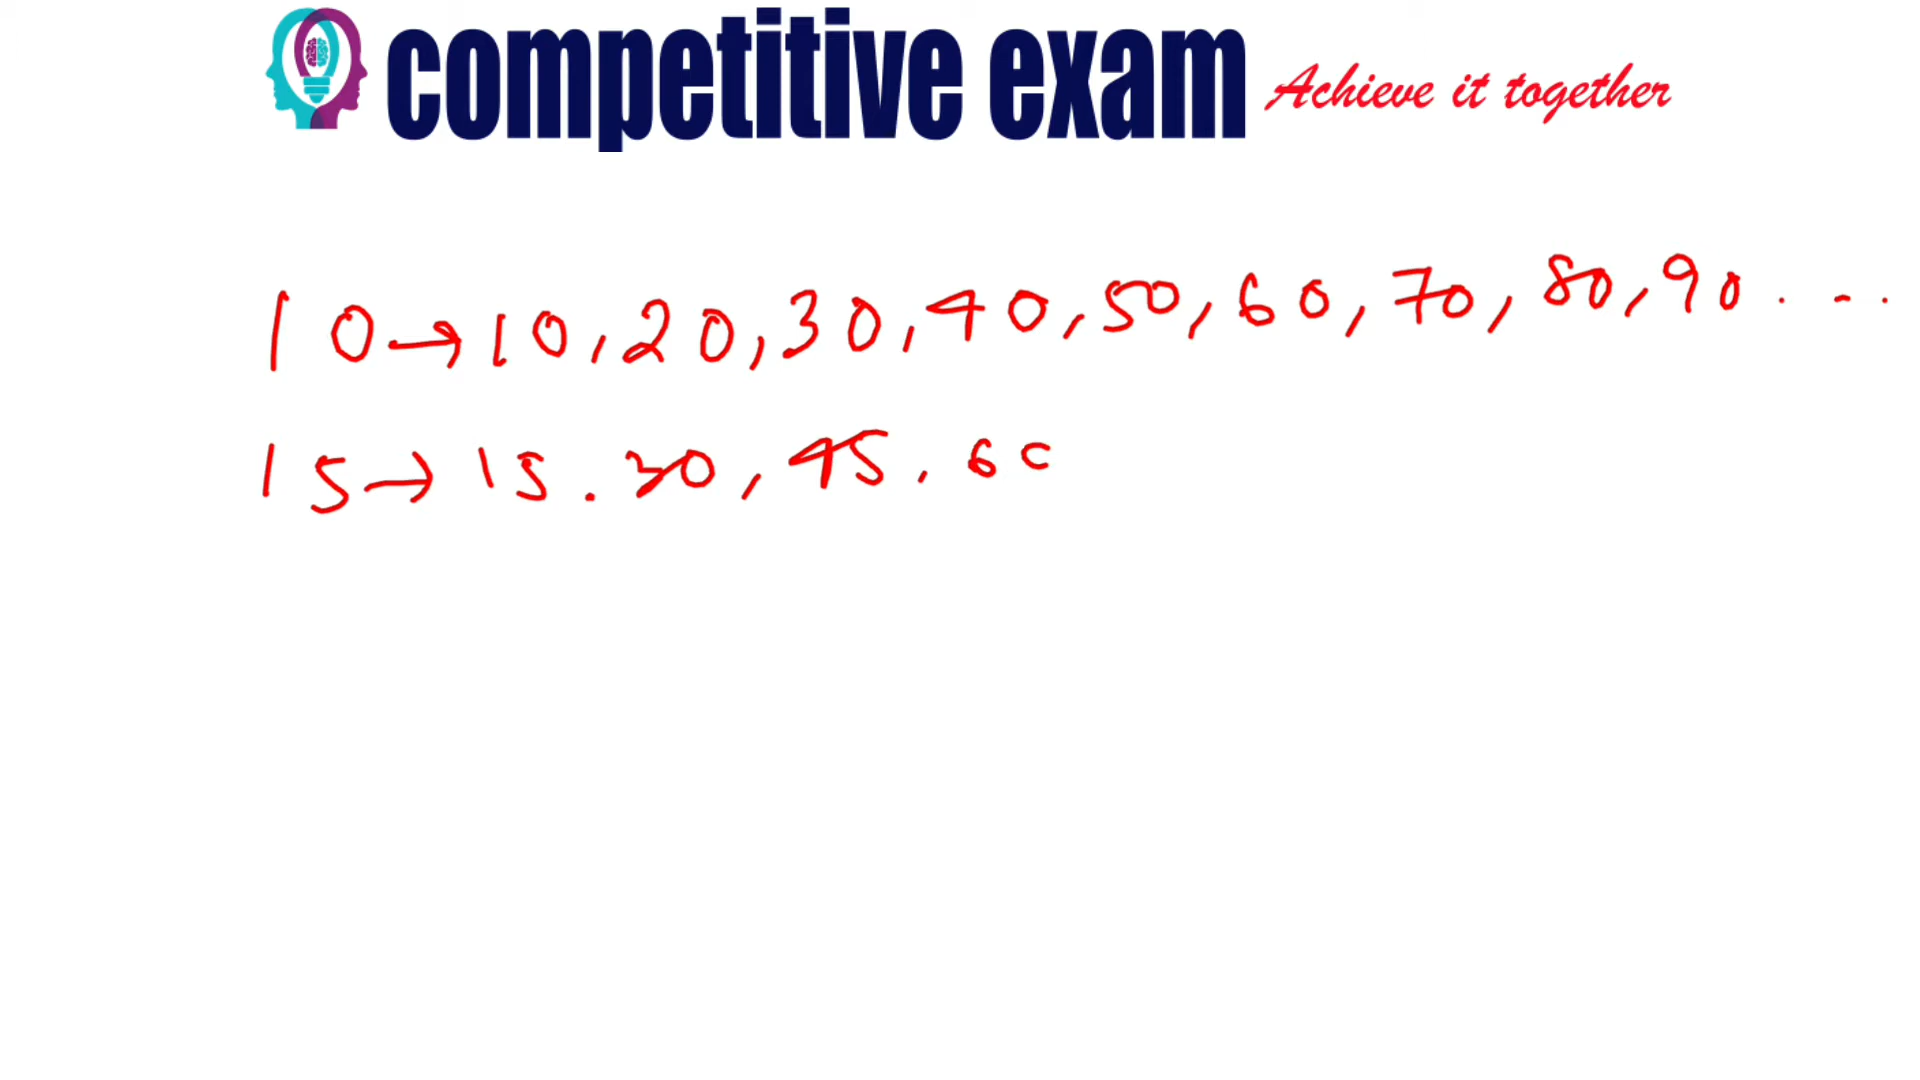 competitive exam Achieve it together
10→10,20,30,40,50,60,70,80,90....
15→15.30,45.60